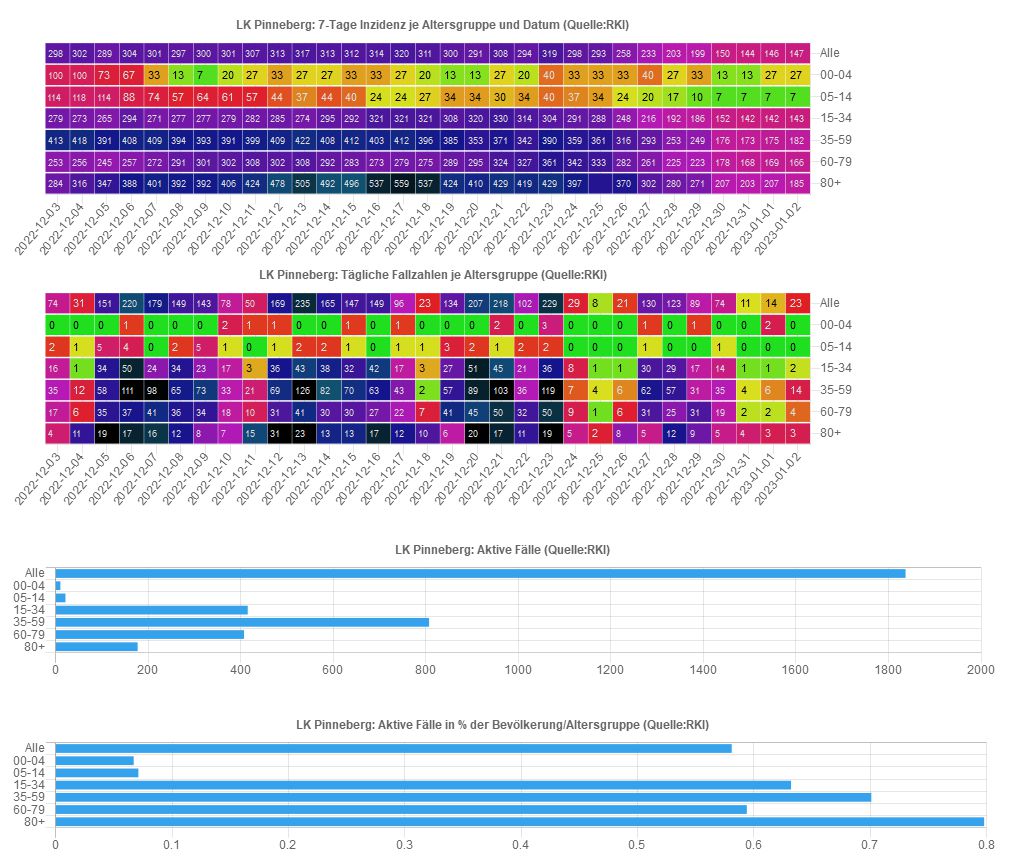 LK Pinneberg: 7-Tage Inzidenz je Altersgruppe und Datum (Quelle:RKI)
298 302 289 304 301 297 300 301 307 313 317 313 312 314 320 311 300 291 308 294 319 298 293 258 233 203 199 150 144 146 147 Alle
100 100 73 67 33 13 7 20 27 33 27 27 33 33 27 20 13 13 27 20 40 33 33 33 40 27 33 13 13 27 27 00-04
114 118 114 88 74 57 64 61 57 44 37 44 40 24 24 27 34 34 30 34 40 37 34 24 20 17 10 7 7 7 7 05-14
279 273 265 294 271 277 277 279 282 285 274 295 292 321 321 321 308 320 330 314 304 291 288 248 216 192 186 152 142 142 143 15-34
413 418 391 408 409 394 393 391 399 409 422 408 412 403 412 396 385 353 371 342 390 359 361 316 293 253 249 176 173 175 182 35-59
253 256 245 257 272 291 301 302 308 302 308 292 283 273 279 275 289 295 324 327 361 342 333 282 261 225 223 178 168 169 166 60-79
284 316 347 388 401 392 392 406 424 478 505 492 496 537 559 537 424 410 429 419 429 397 370 302 280 271 207 203 207 185 80+
2022-12-03 2022-12-04 2022-12-05 2022-12-06 2022-12-07 2022-12-08 2022-12-09 2022-12-10 2022-12-11 2022-12-12 2022-12-13 2022-12-14 2022-12-15 2022-12-16 2022-12-17 2022-12-18 2022-12-19 2022-12-20 2022-12-21 2022-12-22 2022-12-23 2022-12-24 2022-12-25 2022-12-26 2022-12-27 2022-12-28 2022-12-29 2022-12-30 2022-12-31 2023-01-01 2023-01-02
LK Pinneberg: Tägliche Fallzahlen je Altersgruppe (Quelle:RKI)
74 31 151 220 179 149 143 78 50 169 235 165 147 149 96 23 134 207 218 102 229 29 8 21 130 123 89 74 11 14 23 Alle
0 0 0 1 0 0 0 2 1 1 0 0 1 0 1 0 0 0 2 0 3 0 0 0 1 0 1 0 0 2 0 00-04
2 1 5 4 0 2 5 1 0 1 2 2 1 0 1 1 3 2 1 2 2 0 0 0 1 0 0 1 0 0 0 05-14
16 1 34 50 24 34 23 17 3 36 43 38 32 42 17 3 27 51 45 21 36 8 1 1 30 29 17 14 1 1 2 15-34
35 12 58 111 98 65 73 33 21 69 126 82 70 63 43 2 57 89 103 36 119 7 4 6 62 57 31 35 4 6 14 35-59
17 6 35 37 41 36 34 18 10 31 41 30 30 27 22 7 41 45 50 32 50 9 1 6 31 25 31 19 2 2 4 60-79
4 11 19 17 16 12 8 7 15 31 23 13 13 17 12 10 6 20 17 11 19 5 2 8 5 12 9 5 4 3 3 80+
2022-12-03 2022-12-04 2022-12-05 2022-12-06 2022-12-07 2022-12-08 2022-12-09 2022-12-10 2022-12-11 2022-12-12 2022-12-13 2022-12-14 2022-12-15 2022-12-16 2022-12-17 2022-12-18 2022-12-19 2022-12-20 2022-12-21 2022-12-22 2022-12-23 2022-12-24 2022-12-25 2022-12-26 2022-12-27 2022-12-28 2022-12-29 2022-12-30 2022-12-31 2023-01-01 2023-01-02
LK Pinneberg: Aktive Fälle (Quelle:RKI)
Alle
00-04
05-14
15-34
35-59
60-79
80+
0 200 400 600 800 1000 1200 1400 1600 1800 2000
LK Pinneberg: Aktive Fälle in % der Bevölkerung/Altersgruppe (Quelle:RKI)
Alle
00-04
05-14
15-34
35-59
60-79
80+
0 0.1 0.2 0.3 0.4 0.5 0.6 0.7 0.8